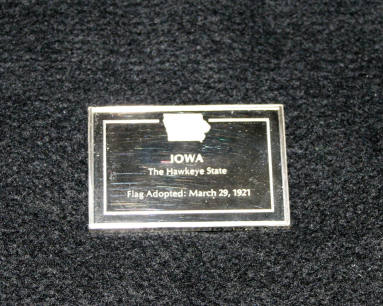 IOWA
The Hawkeye State
Flag Adopted: March 29, 1921